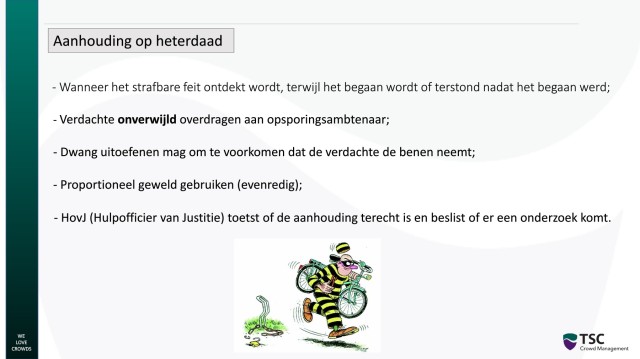 Aanhouding op heterdaad
- Wanneer het strafbare feit ontdekt wordt, terwijl het begaan wordt of terstond nadat het begaan werd;
- Verdachte onverwijld overdragen aan opsporingsambtenaar;
- Dwang uitoefenen mag om te voorkomen dat de verdachte de benen neemt;
- Proportioneel geweld gebruiken (evenredig);
- HovJ (Hulpofficier van Justitie) toetst of de aanhouding terecht is en beslist of er een onderzoek komt.
WE
LOVE
CROWDS
TSC
Crowd Management